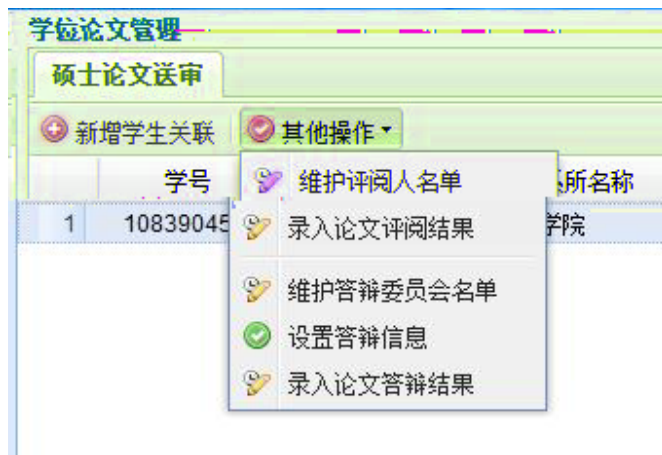 学位论文管理
硕士论文送审
新增学生关联 其他操作
学号 所名称
维护评阅人名单
1 10839045 学院
录入论文评阅结果
维护答辩委员会名单
设置答辩信息
录入论文答辩结果